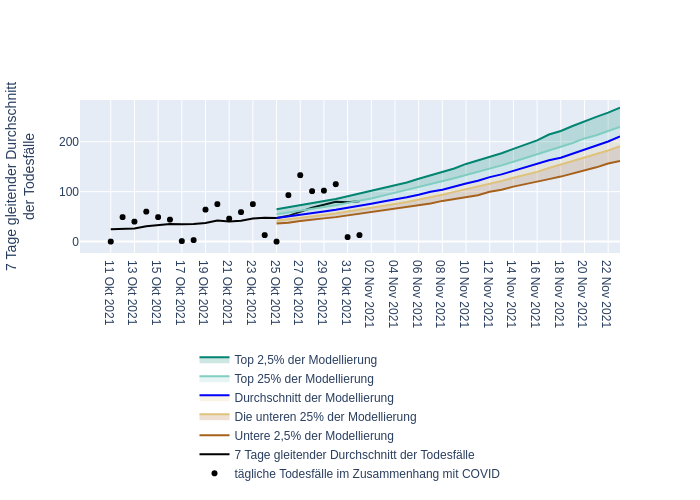 7 Tage gleitender Durchschnitt
der Todesfälle
200
100
0
11 Okt 2021
13 Okt 2021
15 Okt 2021
17 Okt 2021
19 Okt 2021
21 Okt 2021
23 Okt 2021
25 Okt 2021
27 Okt 2021
29 Okt 2021
31 Okt 2021
02 Nov 2021
04 Nov 2021
06 Nov 2021
08 Nov 2021
10 Nov 2021
12 Nov 2021
14 Nov 2021
16 Nov 2021
18 Nov 2021
20 Nov 2021
22 Nov 2021
Top 2,5% der Modellierung
Top 25% der Modellierung
Durchschnitt der Modellierung
Die unteren 25% der Modellierung
Untere 2,5% der Modellierung
7 Tage gleitender Durchschnitt der Todesfälle
tägliche Todesfälle im Zusammenhang mit COVID